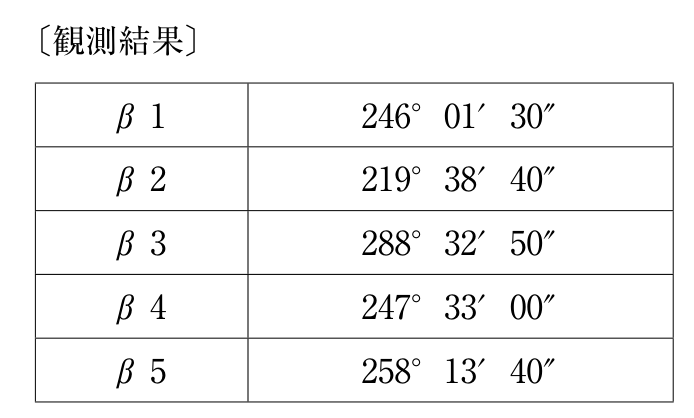 〔観測結果〕
β 1 246° 01′ 30″
β 2 219° 38′ 40″
β 3 288° 32′ 50″
β 4 247° 33′ 00″
β 5 258° 13′ 40″